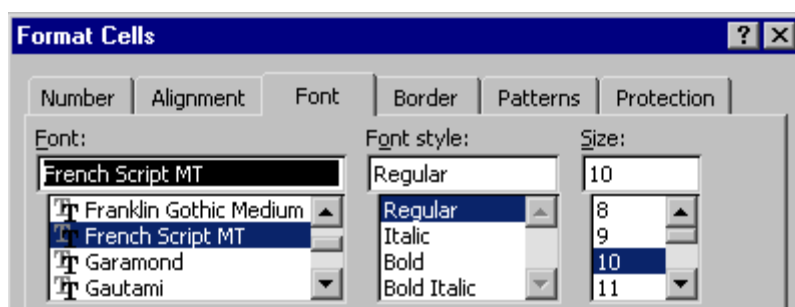 Format Cells
Number Alignment Font Border Patterns Protection
Font: Font style: Size:
French Script MT Regular 10
Franklin Gothic Medium Regular 8
French Script MT Italic 9
Garamond Bold 10
Gautami Bold Italic 11